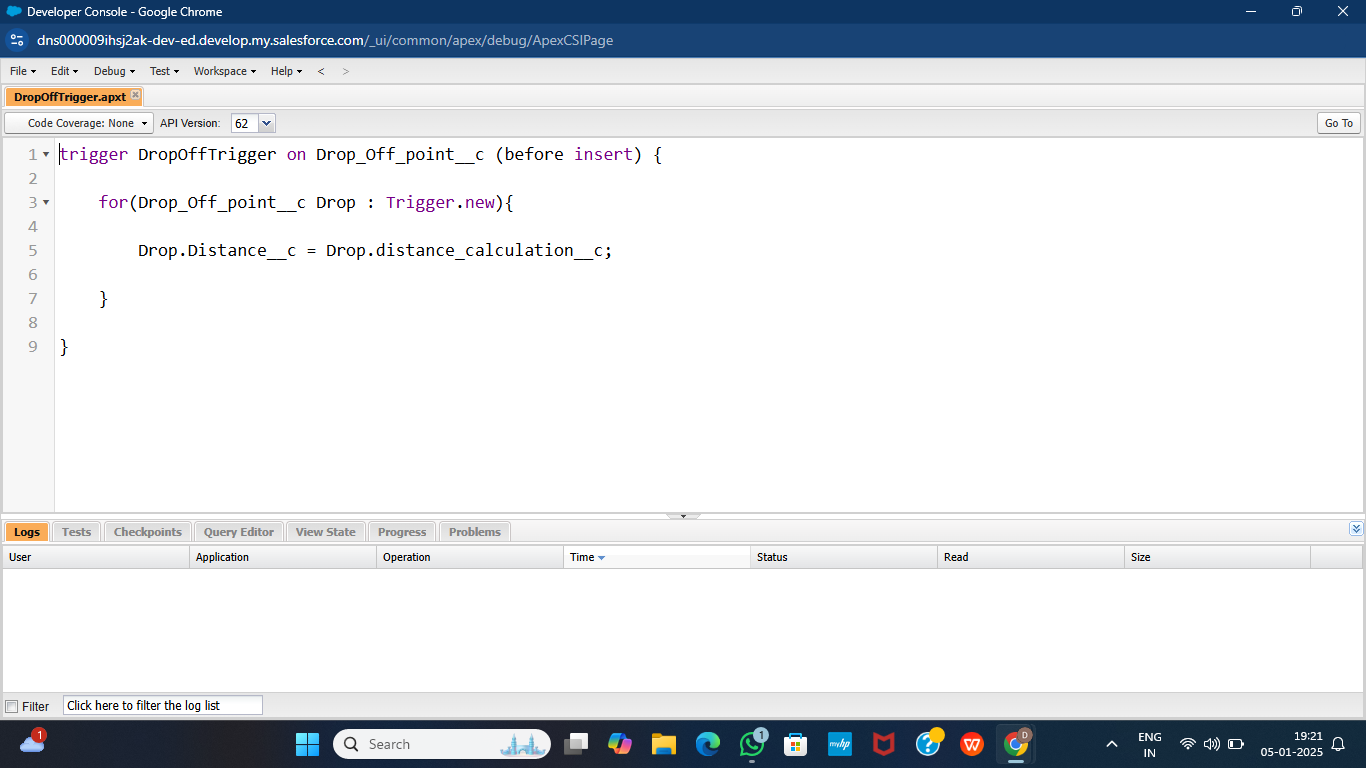 Developer Console - Google Chrome
dns000009ihsj2ak-dev-ed.develop.my.salesforce.com/_ui/common/apex/debug/ApexCSIPage
File Edit Debug Test Workspace Help < >
DropOffTrigger.apxt
Code Coverage: None API Version: 62 Go To
1 trigger DropOffTrigger on Drop_Off_point__c (before insert) {
2
3 for(Drop_Off_point__c Drop : Trigger.new){
4
5 Drop.Distance__c = Drop.distance_calculation__c;
6
7 }
8
9 }
Logs Tests Checkpoints Query Editor View State Progress Problems
User Application Operation Time Status Read Size
Filter Click here to filter the log list
1 Search myhp 1 W D ENG 19:21
IN 05-01-2025